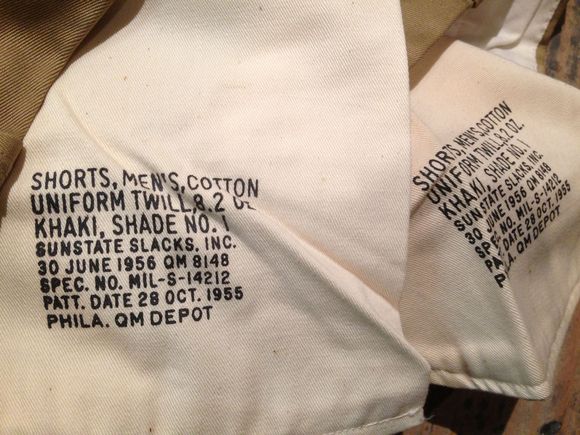 SHORTS, MEN'S, COTTON
UNIFORM TWILL, 8.2 OZ
KHAKI, SHADE NO. 1
SUNSTATE SLACKS, INC.
30 JUNE 1956 QM 8148
SPEC. NO. MIL-S-14212
PATT. DATE 28 OCT. 1955
PHILA. QM DEPOT
SHORTS, MEN'S, COTTON
UNIFORM TWILL, 8.2 OZ.
KHAKI, SHADE NO. 1
SUNSTATE SLACKS, INC.
30 JUNE 1956 QM 8148
SPEC. NO. MIL-S-14212
DATE 28 OCT. 1955
QM DEPOT